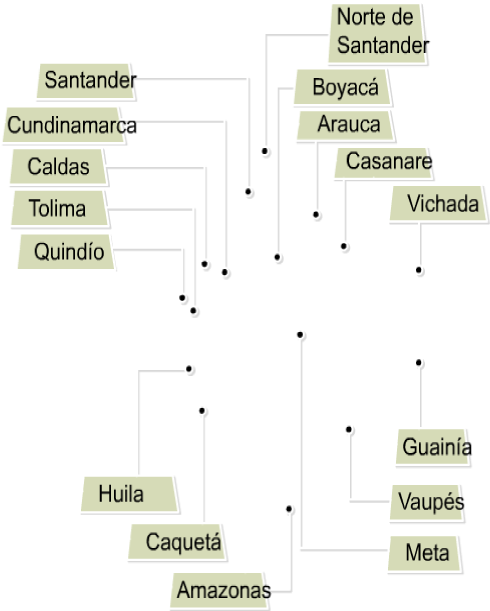 Norte de
Santander
Santander
Boyacá
Cundinamarca
Arauca
Caldas
Casanare
Tolima
Vichada
Quindío
Guainía
Huila
Vaupés
Caquetá
Meta
Amazonas